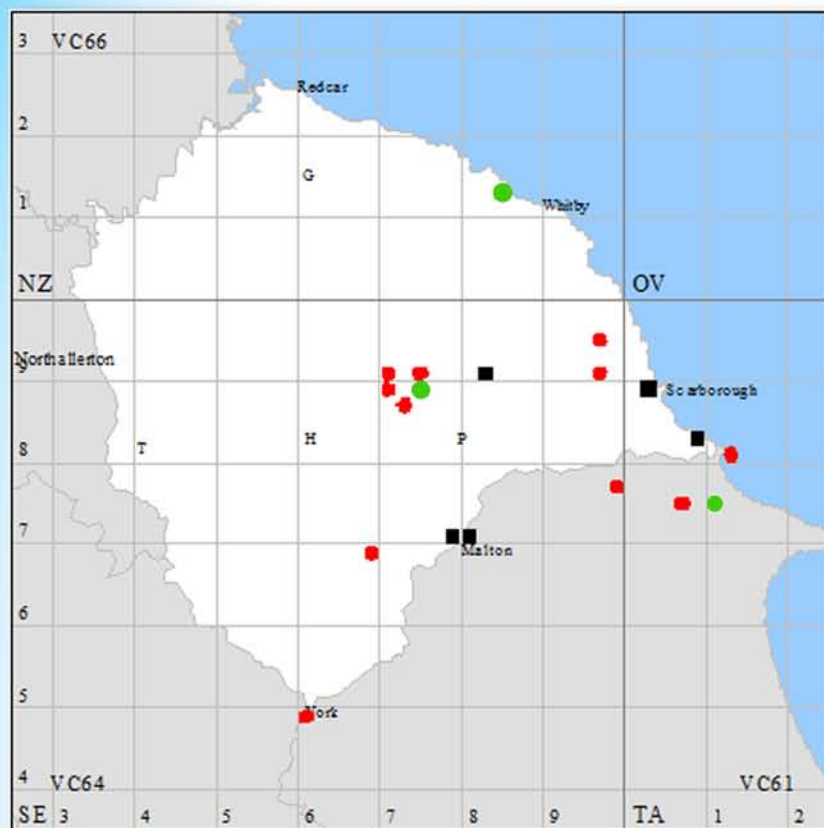 3 VC66
Redcar
2
G
1
Whitby
NZ
OV
Northallerton
9
Scarborough
T H P
8
7
Malton
6
5
York
4 VC64 VC61
SE 3 4 5 6 7 8 9 TA 1 2